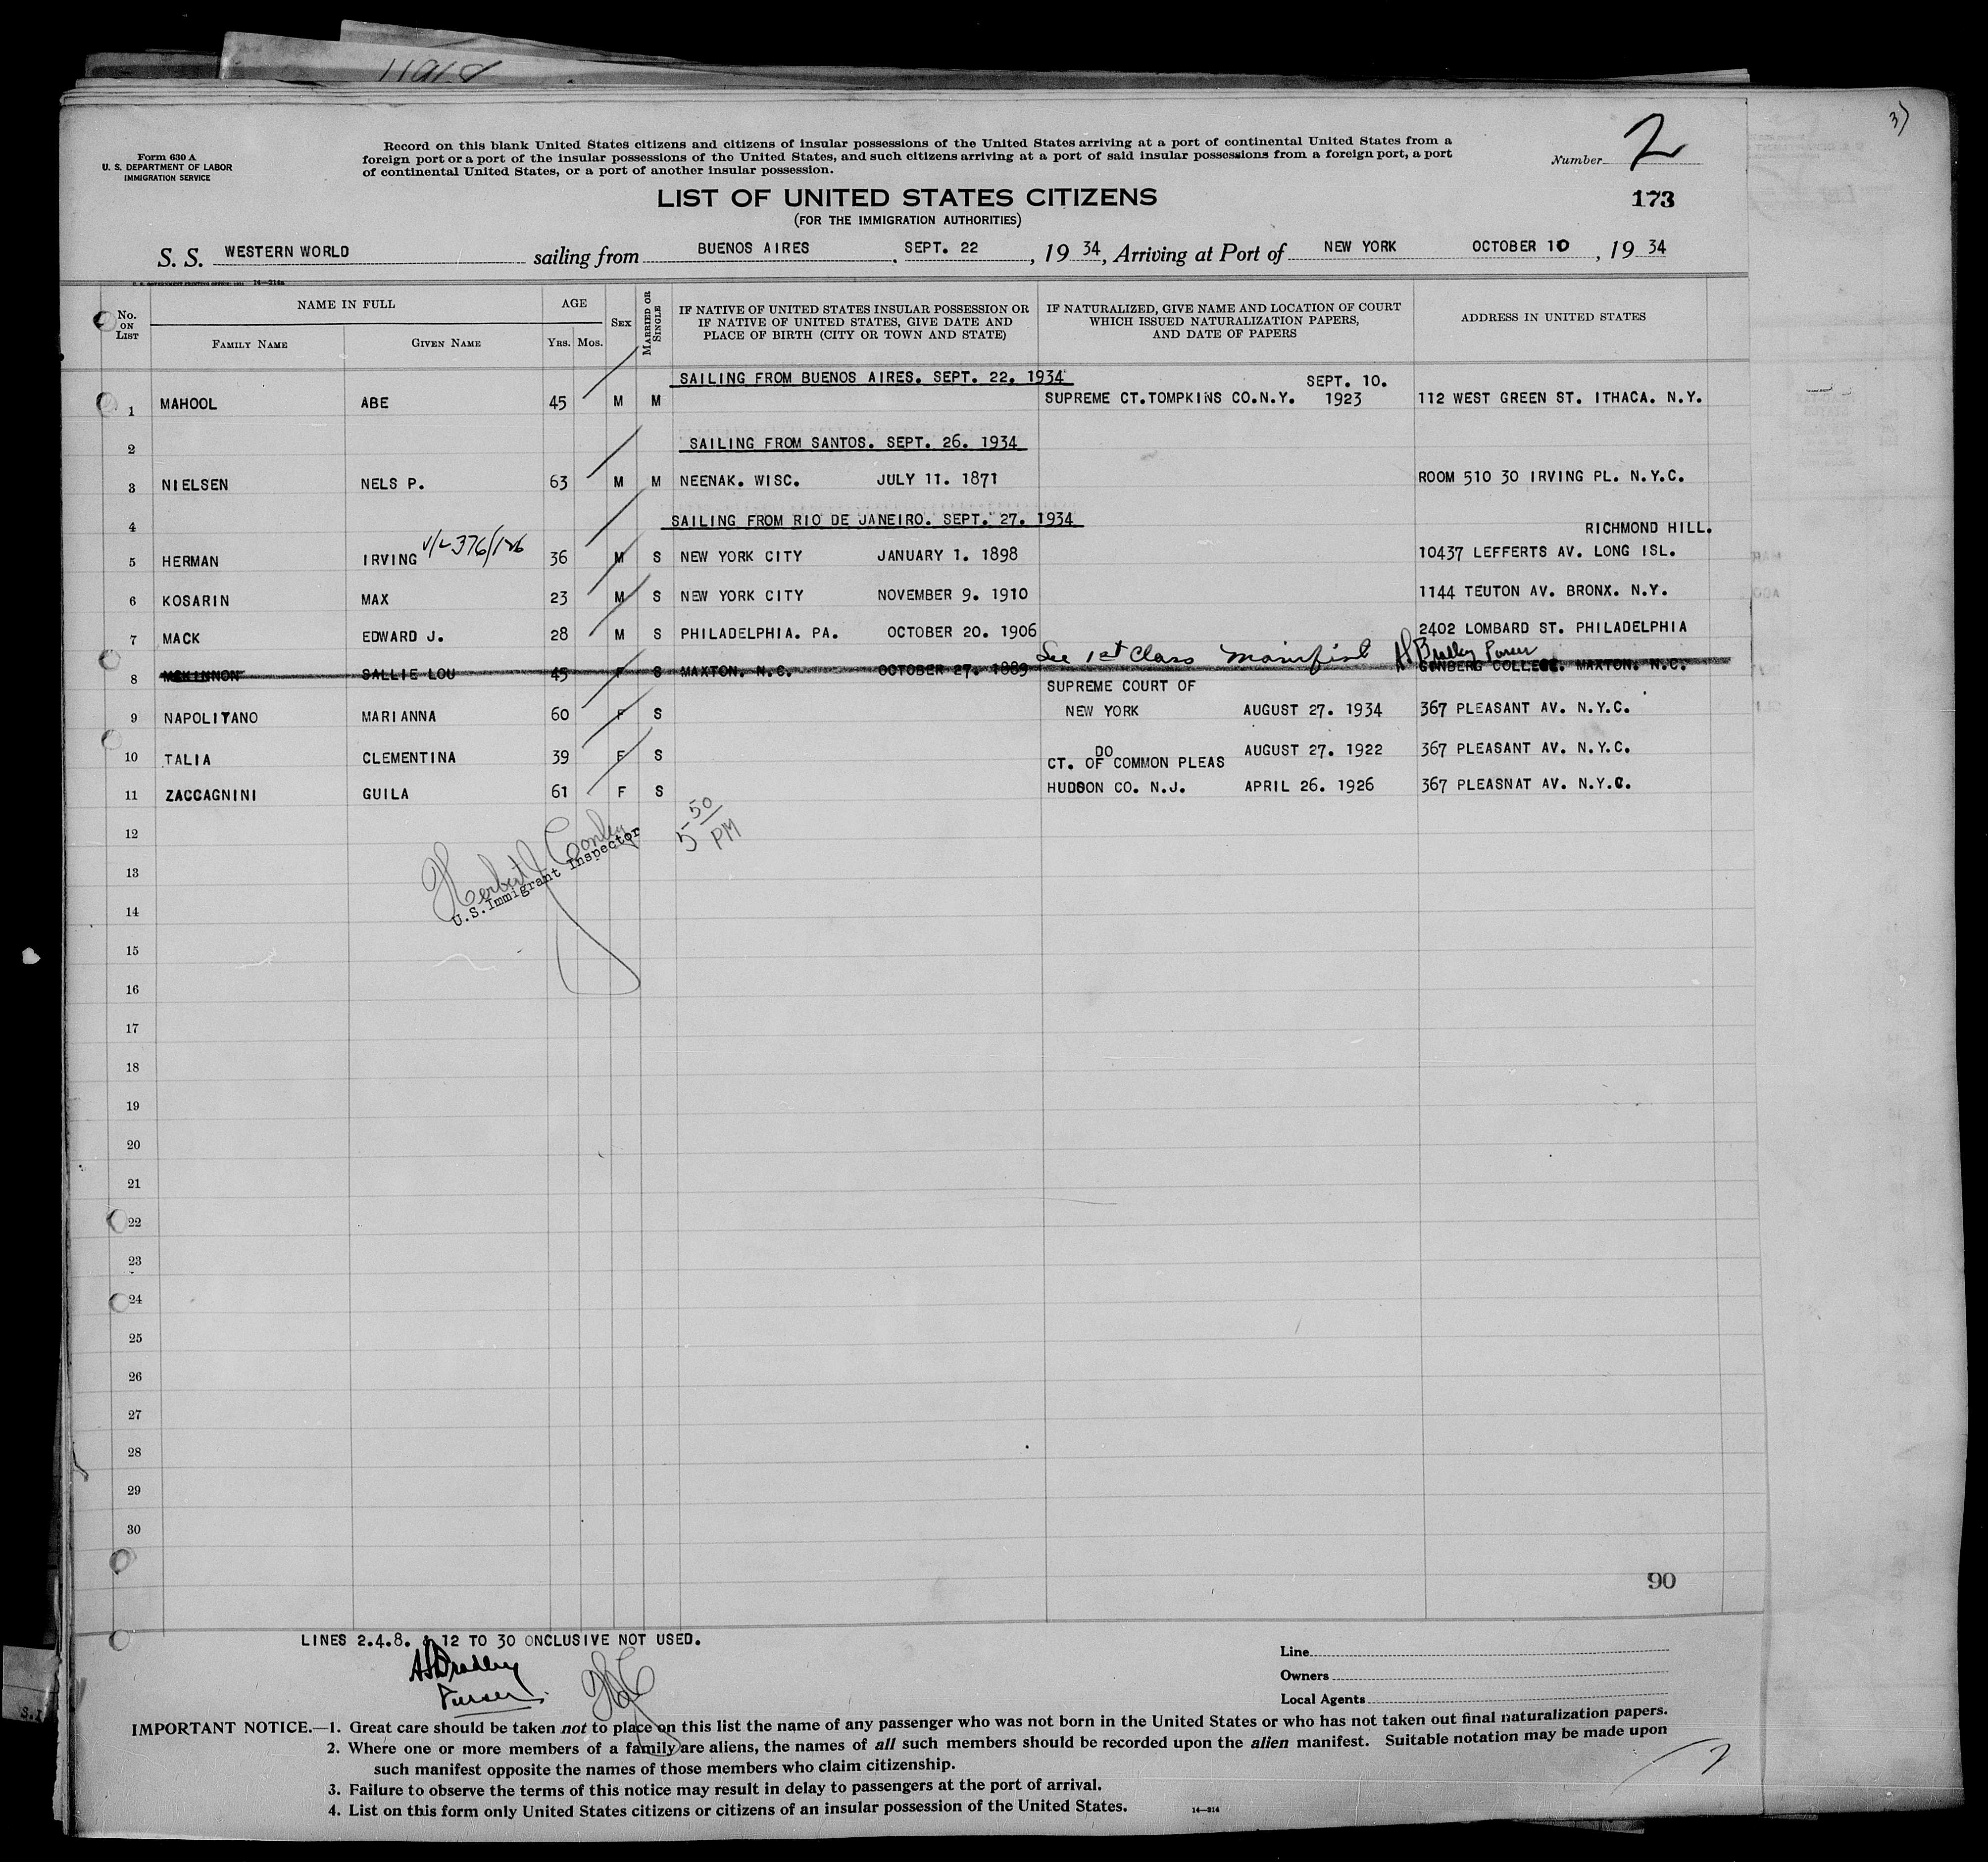 Form 630 A
U. S. DEPARTMENT OF LABOR
IMMIGRATION SERVICE
Record on this blank United States citizens and citizens of insular possessions of the United States arriving at a port of continental United States from a
foreign port or a port of the insular possessions of the United States, and such citizens arriving at a port of said insular possessions from a foreign port, a port
of continental United States, or a port of another insular possession.
Number 2
3)
173
LIST OF UNITED STATES CITIZENS
(FOR THE IMMIGRATION AUTHORITIES)
S. S. WESTERN WORLD sailing from BUENOS AIRES, SEPT. 22, 19 34, Arriving at Port of NEW YORK OCTOBER 10, 19 34
No. ON LIST
NAME IN FULL
FAMILY NAME GIVEN NAME
AGE
YRS. MOS.
SEX
MARRIED OR SINGLE
IF NATIVE OF UNITED STATES INSULAR POSSESSION OR
IF NATIVE OF UNITED STATES, GIVE DATE AND
PLACE OF BIRTH (CITY OR TOWN AND STATE)
IF NATURALIZED, GIVE NAME AND LOCATION OF COURT
WHICH ISSUED NATURALIZATION PAPERS,
AND DATE OF PAPERS
ADDRESS IN UNITED STATES
SAILING FROM BUENOS AIRES. SEPT. 22. 1934
SEPT. 10.
1 MAHOOL ABE 45 M M SUPREME CT.TOMPKINS CO.N.Y. 1923 112 WEST GREEN ST. ITHACA. N.Y.
2 SAILING FROM SANTOS. SEPT. 26. 1934
3 NIELSEN NELS P. 63 M M NEENAK. WISC. JULY 11. 1871 ROOM 510 30 IRVING PL. N.Y.C.
4 SAILING FROM RIO DE JANEIRO. SEPT. 27. 1934
RICHMOND HILL.
5 HERMAN IRVING 36 M S NEW YORK CITY JANUARY 1. 1898 10437 LEFFERTS AV. LONG ISL.
6 KOSARIN MAX 23 M S NEW YORK CITY NOVEMBER 9. 1910 1144 TEUTON AV. BRONX. N.Y.
7 MACK EDWARD J. 28 M S PHILADELPHIA. PA. OCTOBER 20. 1906 2402 LOMBARD ST. PHILADELPHIA
See 1st Class Manifist A S Bradley Purser
8 MCKINNON SALLIE LOU 45 F S MAXTON. N.C. OCTOBER 27. 1889 COLLEGE. MAXTON. N.C.
SUPREME COURT OF
9 NAPOLITANO MARIANNA 60 F S NEW YORK AUGUST 27. 1934 367 PLEASANT AV. N.Y.C.
10 TALIA CLEMENTINA 39 F S DO AUGUST 27. 1922 367 PLEASANT AV. N.Y.C.
CT. OF COMMON PLEAS
11 ZACCAGNINI GUILA 61 F S HUDSON CO. N.J. APRIL 26. 1926 367 PLEASNAT AV. N.Y.C.
5 50 PM
12
Herbert J Conley
U.S.Immigrant Inspector
13
14
15
16
17
18
19
20
21
22
23
24
25
26
27
28
29
30
90
LINES 2.4.8. & 12 TO 30 ONCLUSIVE NOT USED.
A S Bradley
Purser
Line
Owners
Local Agents
IMPORTANT NOTICE.—1. Great care should be taken not to place on this list the name of any passenger who was not born in the United States or who has not taken out final naturalization papers.
2. Where one or more members of a family are aliens, the names of all such members should be recorded upon the alien manifest. Suitable notation may be made upon
such manifest opposite the names of those members who claim citizenship.
3. Failure to observe the terms of this notice may result in delay to passengers at the port of arrival.
4. List on this form only United States citizens or citizens of an insular possession of the United States.
14—214